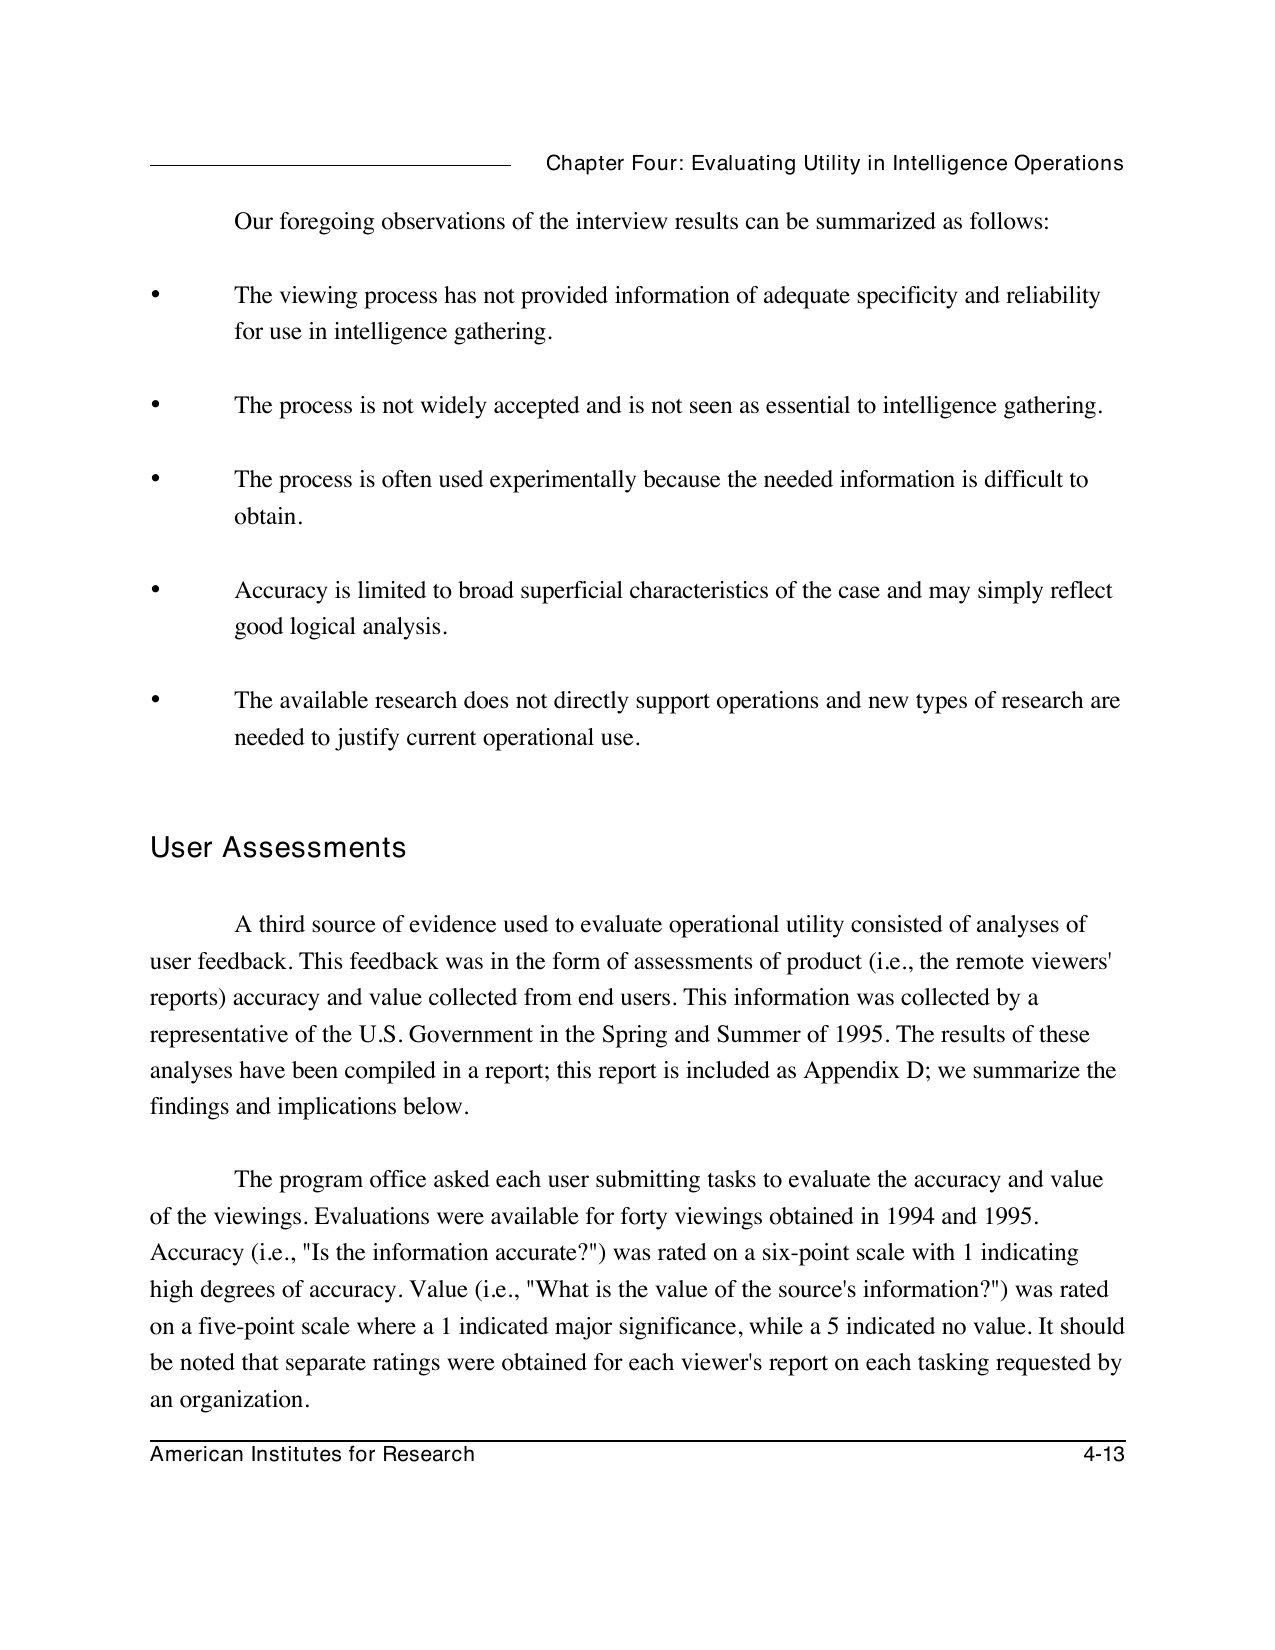 Chapter Four: Evaluating Utility in Intelligence Operations
Our foregoing observations of the interview results can be summarized as follows:
• The viewing process has not provided information of adequate specificity and reliability
for use in intelligence gathering.
• The process is not widely accepted and is not seen as essential to intelligence gathering.
• The process is often used experimentally because the needed information is difficult to
obtain.
• Accuracy is limited to broad superficial characteristics of the case and may simply reflect
good logical analysis.
• The available research does not directly support operations and new types of research are
needed to justify current operational use.
User Assessments
A third source of evidence used to evaluate operational utility consisted of analyses of
user feedback. This feedback was in the form of assessments of product (i.e., the remote viewers'
reports) accuracy and value collected from end users. This information was collected by a
representative of the U.S. Government in the Spring and Summer of 1995. The results of these
analyses have been compiled in a report; this report is included as Appendix D; we summarize the
findings and implications below.
The program office asked each user submitting tasks to evaluate the accuracy and value
of the viewings. Evaluations were available for forty viewings obtained in 1994 and 1995.
Accuracy (i.e., "Is the information accurate?") was rated on a six-point scale with 1 indicating
high degrees of accuracy. Value (i.e., "What is the value of the source's information?") was rated
on a five-point scale where a 1 indicated major significance, while a 5 indicated no value. It should
be noted that separate ratings were obtained for each viewer's report on each tasking requested by
an organization.
American Institutes for Research 4-13